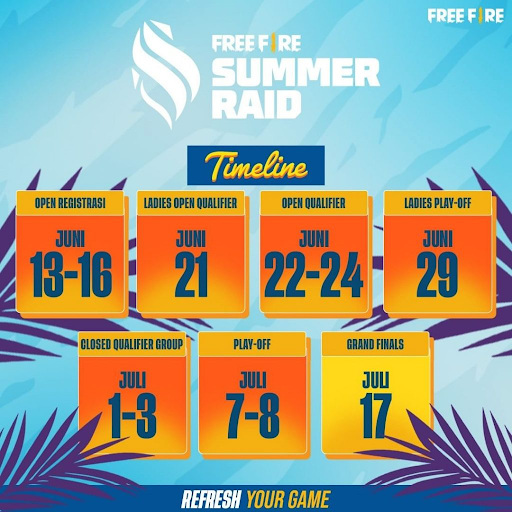 FREE FIRE
FREE FIRE
SUMMER
RAID
Timeline
OPEN REGISTRASI
JUNI
13-16
LADIES OPEN QUALIFIER
JUNI
21
OPEN QUALIFIER
JUNI
22-24
LADIES PLAY-OFF
JUNI
29
CLOSED QUALIFIER GROUP
JULI
1-3
PLAY-OFF
JULI
7-8
GRAND FINALS
JULI
17
REFRESH YOUR GAME